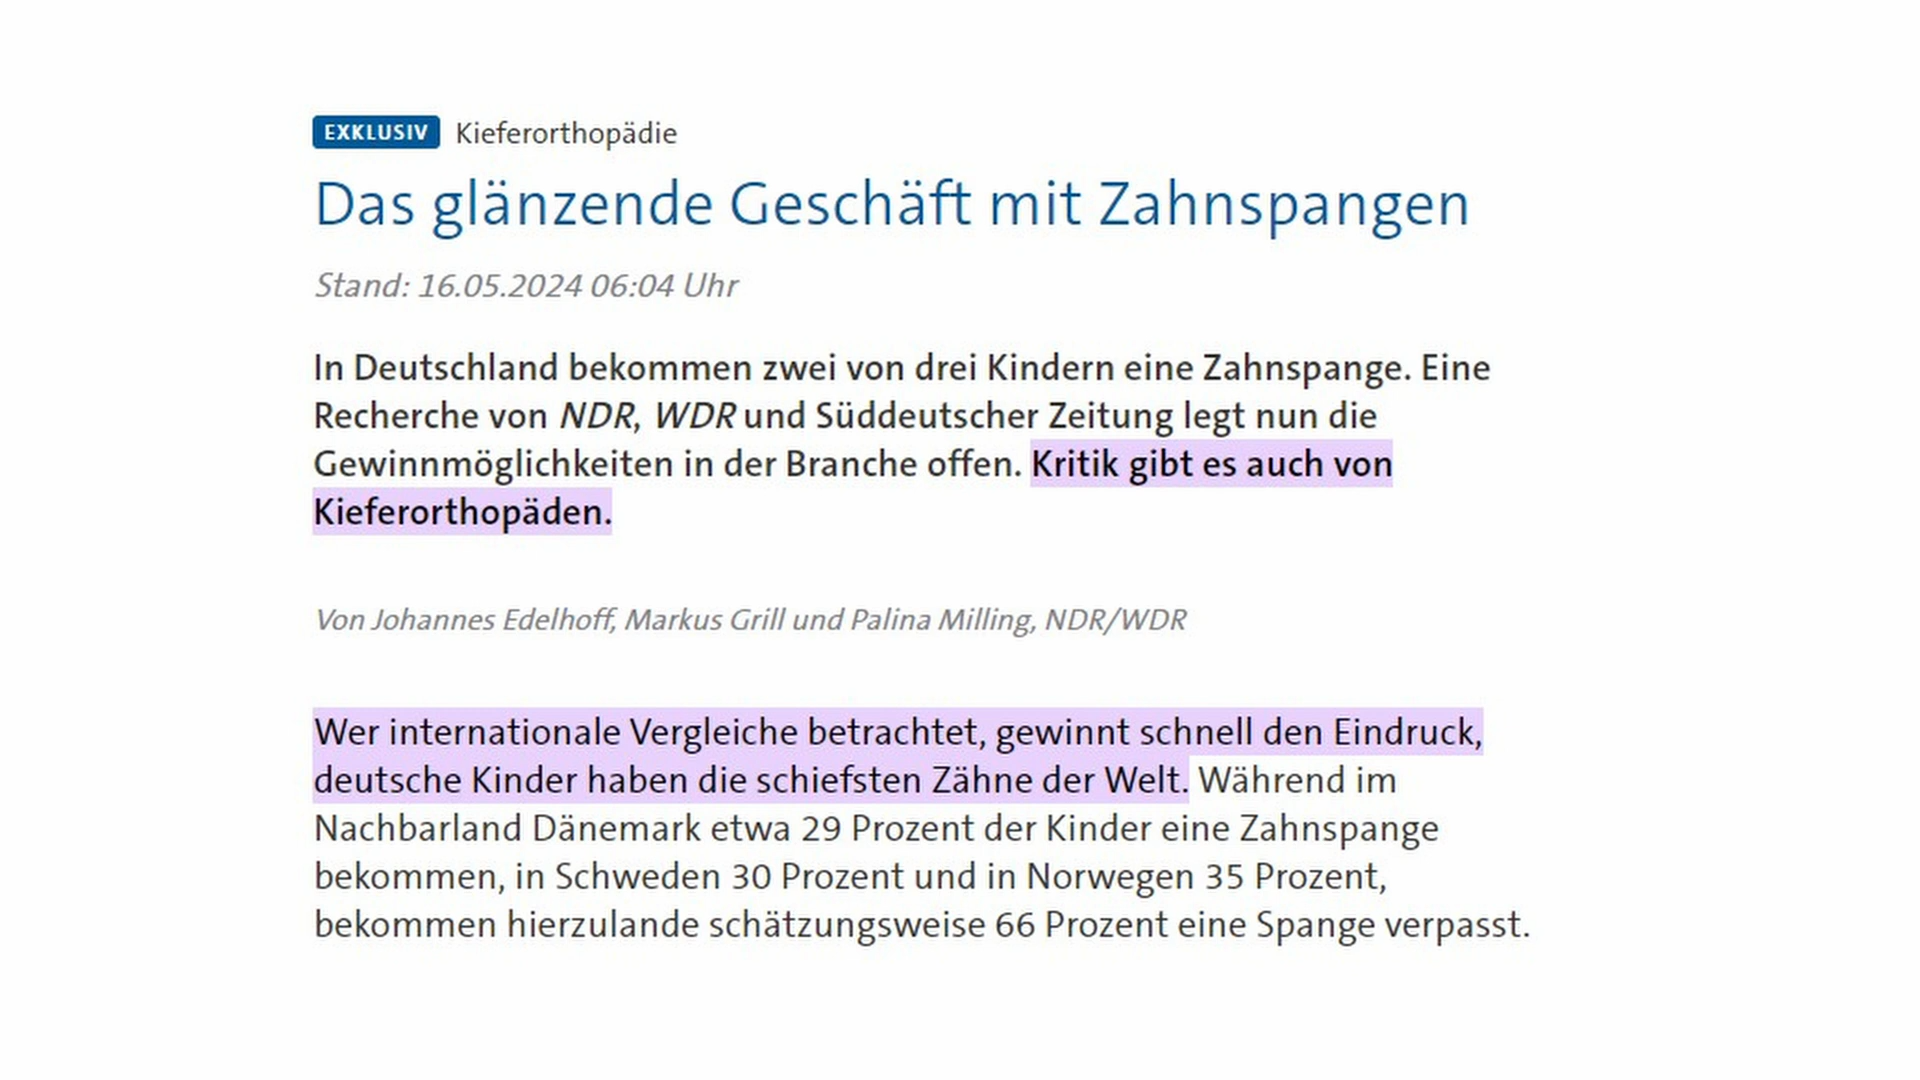 EXKLUSIV Kieferorthopädie
Das glänzende Geschäft mit Zahnspangen
Stand: 16.05.2024 06:04 Uhr
In Deutschland bekommen zwei von drei Kindern eine Zahnspange. Eine
Recherche von NDR, WDR und Süddeutscher Zeitung legt nun die
Gewinnmöglichkeiten in der Branche offen. Kritik gibt es auch von
Kieferorthopäden.
Von Johannes Edelhoff, Markus Grill und Palina Milling, NDR/WDR
Wer internationale Vergleiche betrachtet, gewinnt schnell den Eindruck,
deutsche Kinder haben die schiefsten Zähne der Welt. Während im
Nachbarland Dänemark etwa 29 Prozent der Kinder eine Zahnspange
bekommen, in Schweden 30 Prozent und in Norwegen 35 Prozent,
bekommen hierzulande schätzungsweise 66 Prozent eine Spange verpasst.